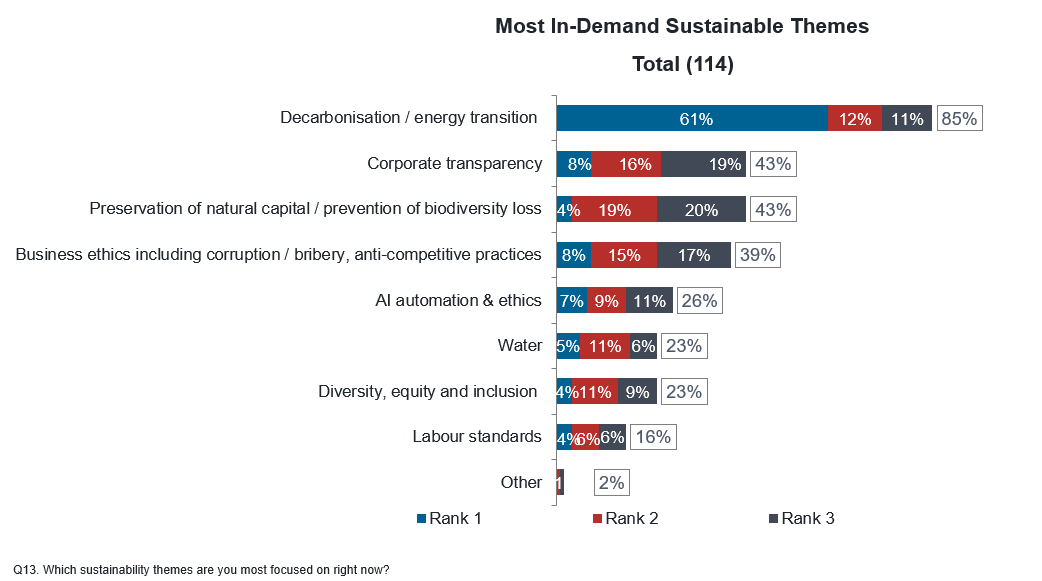 Most In-Demand Sustainable Themes
Total (114)
Decarbonisation / energy transition 61% 12% 11% 85%
Corporate transparency 8% 16% 19% 43%
Preservation of natural capital / prevention of biodiversity loss 4% 19% 20% 43%
Business ethics including corruption / bribery, anti-competitive practices 8% 15% 17% 39%
AI automation & ethics 7% 9% 11% 26%
Water 5% 11% 6% 23%
Diversity, equity and inclusion 4% 11% 9% 23%
Labour standards 4% 6% 6% 16%
Other 1 2%
Rank 1 Rank 2 Rank 3
Q13. Which sustainability themes are you most focused on right now?